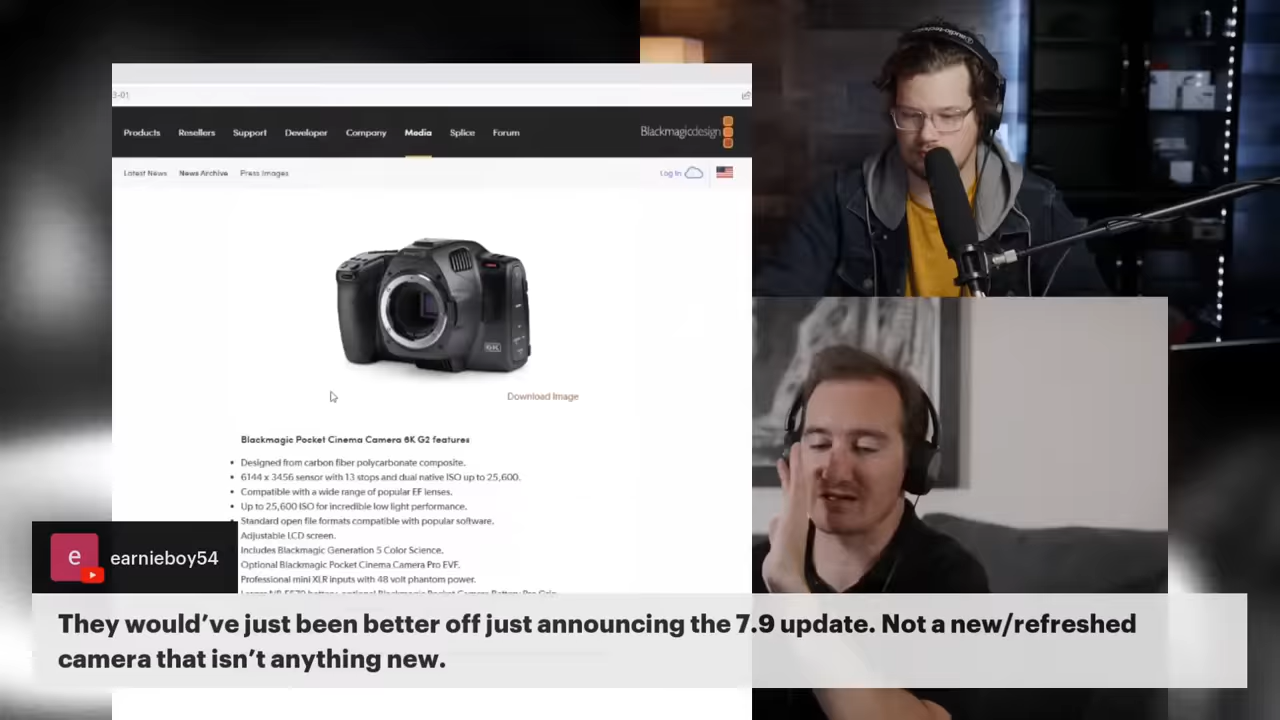 3-01
Products Resellers Support Developer Company Media Splice Forum
Blackmagicdesign
Latest News News Archive Press Images
Log In
6K
Download Image
Blackmagic Pocket Cinema Camera 6K G2 features
Designed from carbon fiber polycarbonate composite.
6144 x 3456 sensor with 13 stops and dual native ISO up to 25,600.
Compatible with a wide range of popular EF lenses.
Up to 25,600 ISO for incredible low light performance.
Standard open file formats compatible with popular software.
Adjustable LCD screen.
Includes Blackmagic Generation 5 Color Science.
Optional Blackmagic Pocket Cinema Camera Pro EVF.
Professional mini XLR inputs with 48 volt phantom power.
e
earnieboy54
They would've just been better off just announcing the 7.9 update. Not a new/refreshed
camera that isn't anything new.
audio-technica